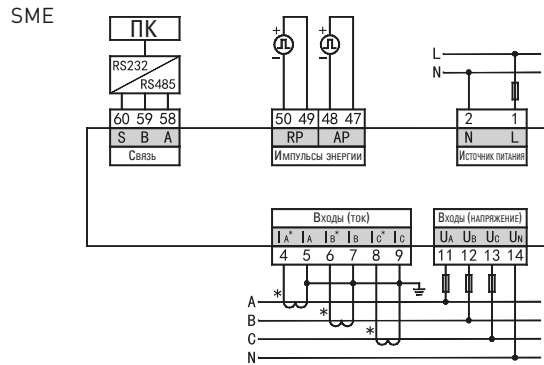 SME
ПК
RS232
RS485
60 59 58
S B A
Связь
+ +
− −
50 49 48 47
RP AP
Импульсы энергии
L
N
2 1
N L
Источник питания
Входы (ток)
IA* IA IB* IB IC* IC
4 5 6 7 8 9
Входы (напряжение)
UA UB UC UN
11 12 13 14
* * *
A
B
C
N